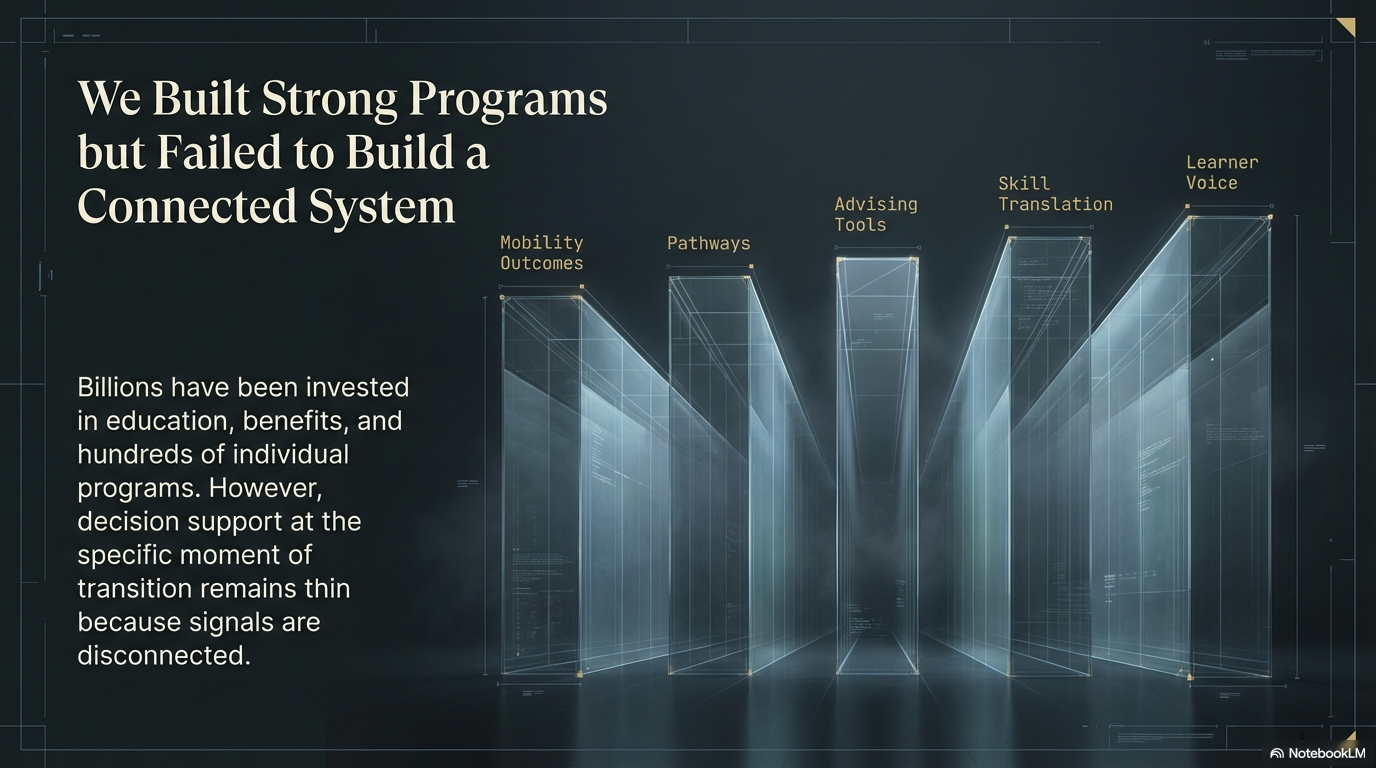 We Built Strong Programs
but Failed to Build a
Connected System
Billions have been invested
in education, benefits, and
hundreds of individual
programs. However,
decision support at the
specific moment of
transition remains thin
because signals are
disconnected.
Mobility
Outcomes
Pathways
Advising
Tools
Skill
Translation
Learner
Voice
NotebookLM